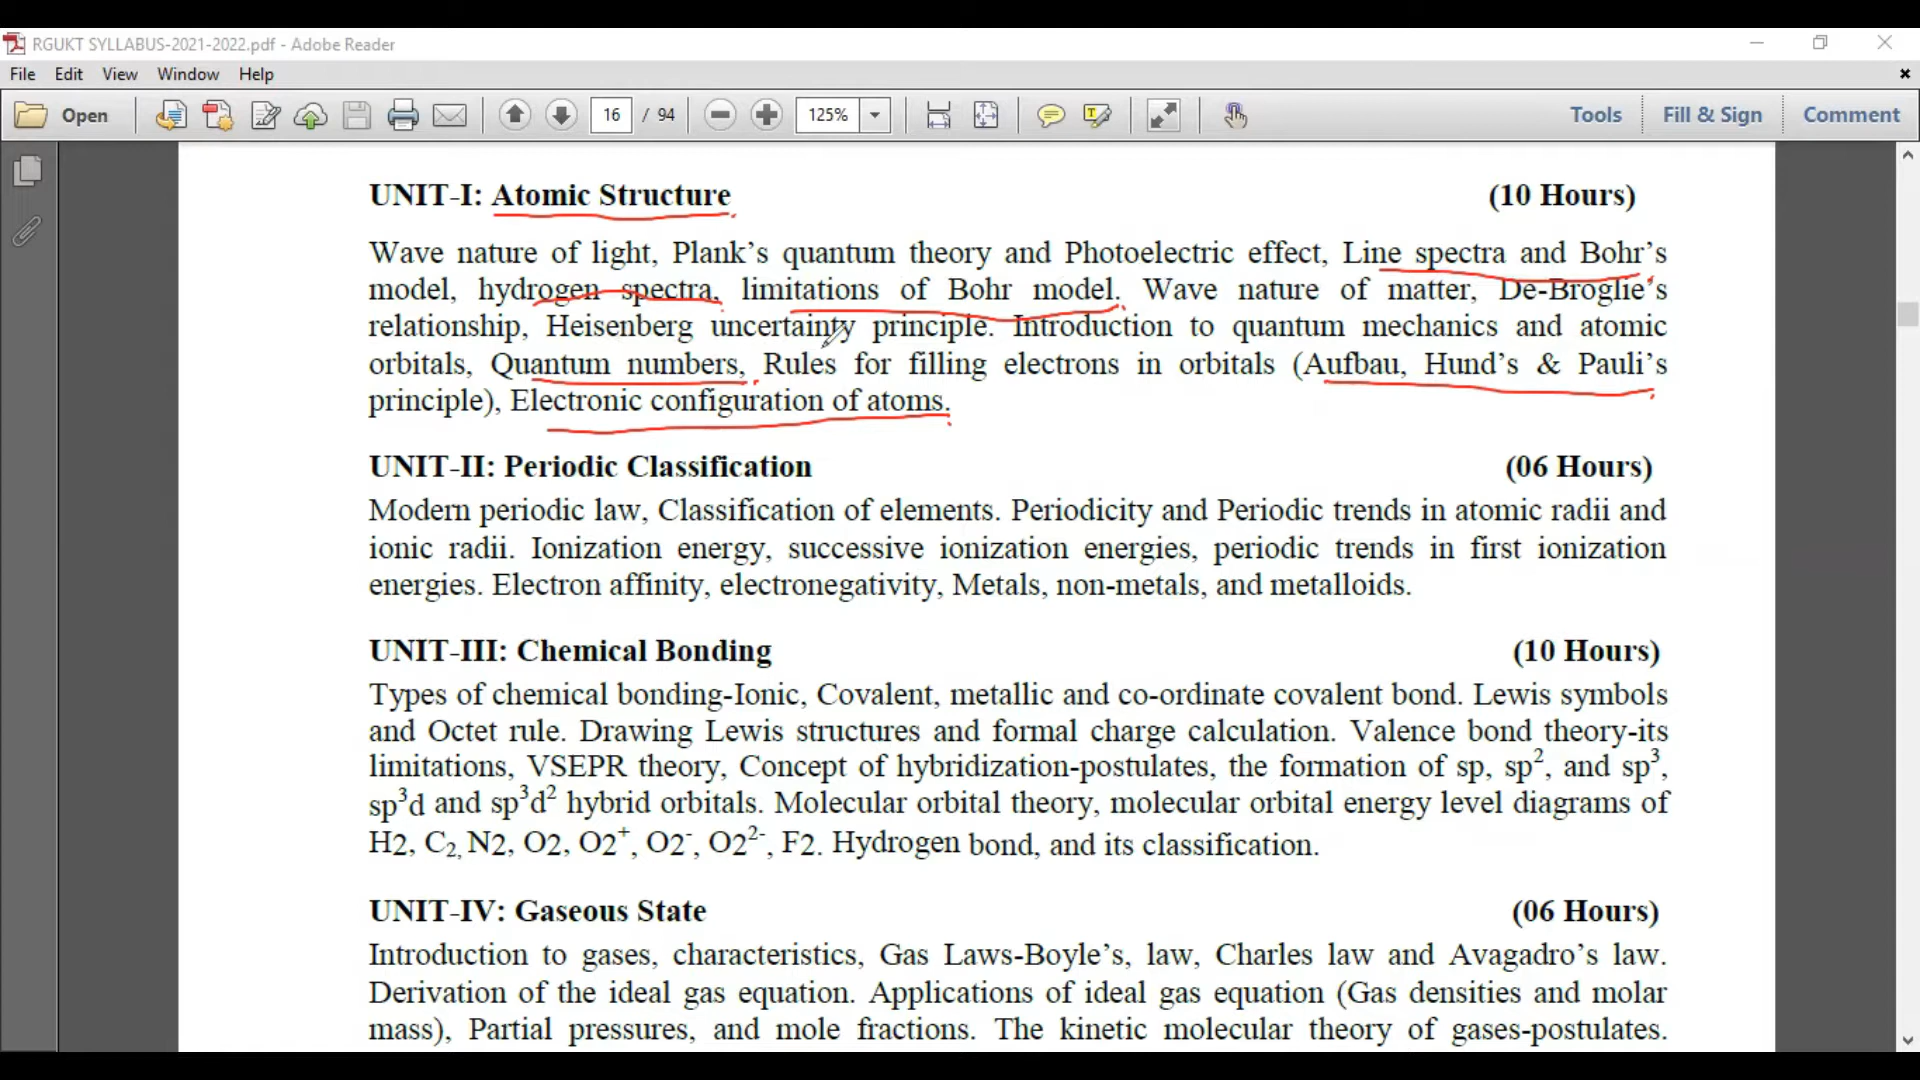 RGUKT SYLLABUS-2021-2022.pdf - Adobe Reader
File Edit View Window Help
Open 16 / 94 125% Tools Fill & Sign Comment
UNIT-I: Atomic Structure (10 Hours)
Wave nature of light, Plank's quantum theory and Photoelectric effect, Line spectra and Bohr's
model, hydrogen spectra, limitations of Bohr model. Wave nature of matter, De-Broglie's
relationship, Heisenberg uncertainty principle. Introduction to quantum mechanics and atomic
orbitals, Quantum numbers, Rules for filling electrons in orbitals (Aufbau, Hund's & Pauli's
principle), Electronic configuration of atoms.
UNIT-II: Periodic Classification (06 Hours)
Modern periodic law, Classification of elements. Periodicity and Periodic trends in atomic radii and
ionic radii. Ionization energy, successive ionization energies, periodic trends in first ionization
energies. Electron affinity, electronegativity, Metals, non-metals, and metalloids.
UNIT-III: Chemical Bonding (10 Hours)
Types of chemical bonding-Ionic, Covalent, metallic and co-ordinate covalent bond. Lewis symbols
and Octet rule. Drawing Lewis structures and formal charge calculation. Valence bond theory-its
limitations, VSEPR theory, Concept of hybridization-postulates, the formation of sp, sp², and sp³,
sp³d and sp³d² hybrid orbitals. Molecular orbital theory, molecular orbital energy level diagrams of
H2, C₂, N2, O2, O2⁺, O2⁻, O2²⁻, F2. Hydrogen bond, and its classification.
UNIT-IV: Gaseous State (06 Hours)
Introduction to gases, characteristics, Gas Laws-Boyle's, law, Charles law and Avagadro's law.
Derivation of the ideal gas equation. Applications of ideal gas equation (Gas densities and molar
mass), Partial pressures, and mole fractions. The kinetic molecular theory of gases-postulates.